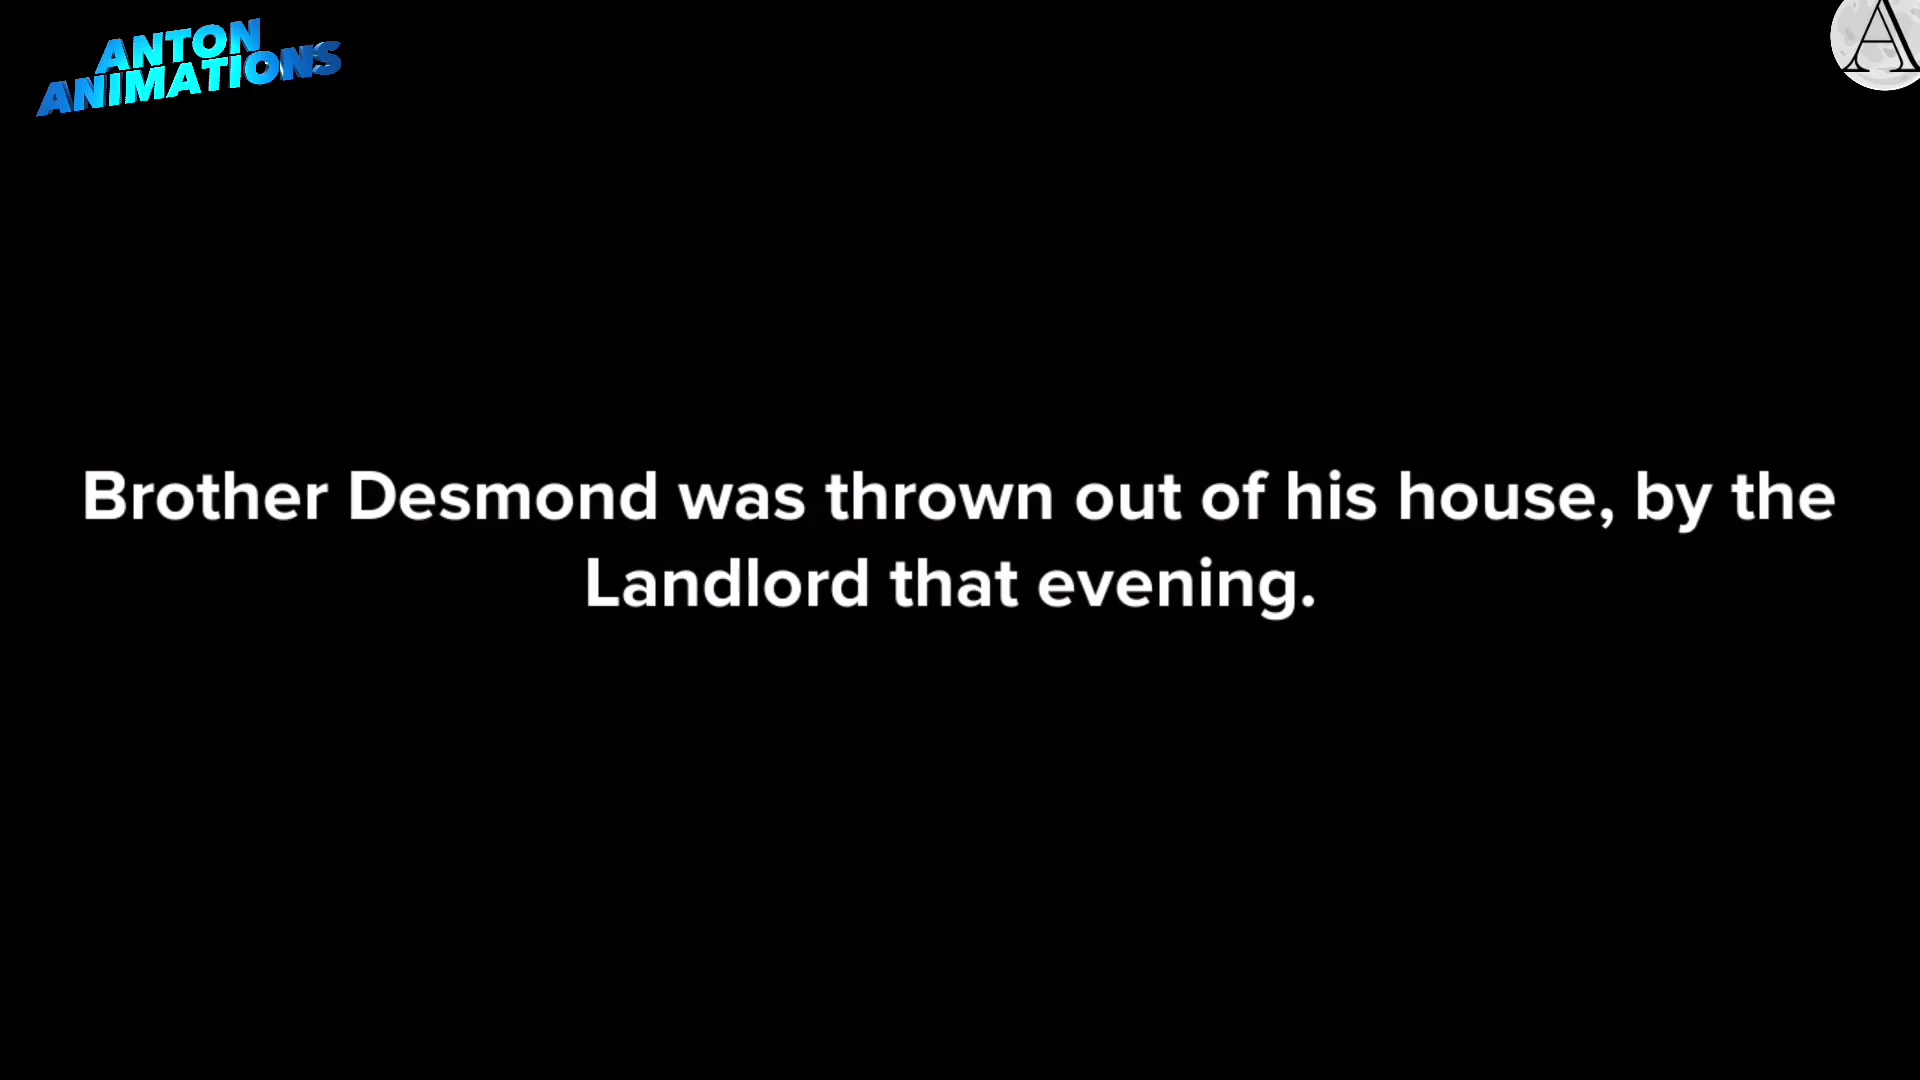 ANTON
ANIMATIONS
A
Brother Desmond was thrown out of his house, by the
Landlord that evening.